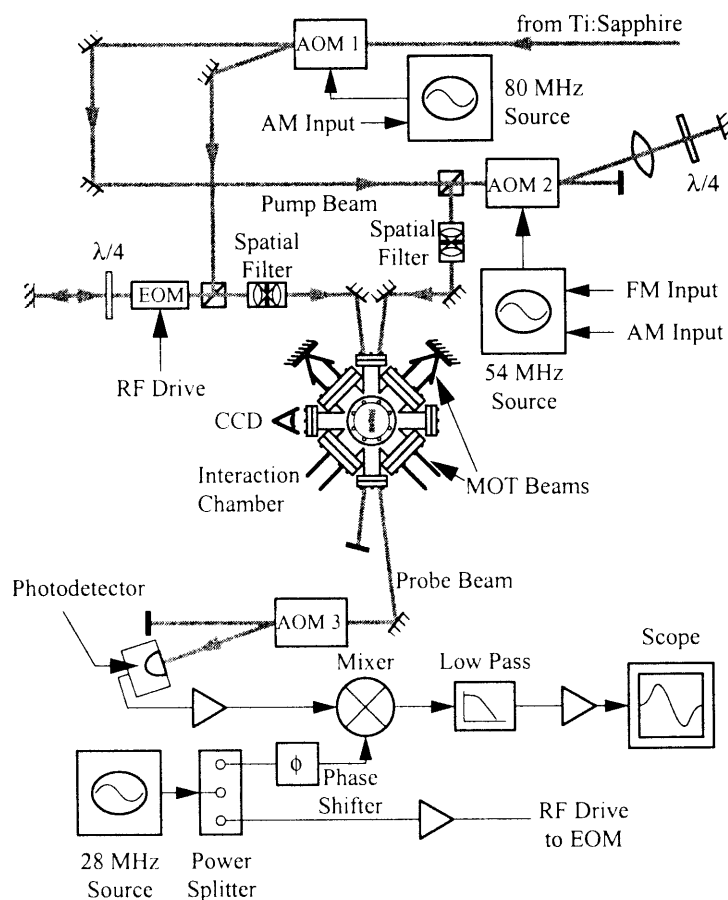 from Ti:Sapphire
AOM 1
80 MHz
Source
AM Input
λ/4
Pump Beam
AOM 2
λ/4
Spatial
Filter
Spatial
Filter
EOM
FM Input
AM Input
RF Drive
54 MHz
Source
CCD
Interaction
Chamber
MOT Beams
Probe Beam
Photodetector
AOM 3
Mixer
Low Pass
Scope
ϕ
Phase
Shifter
RF Drive
to EOM
28 MHz
Source
Power
Splitter